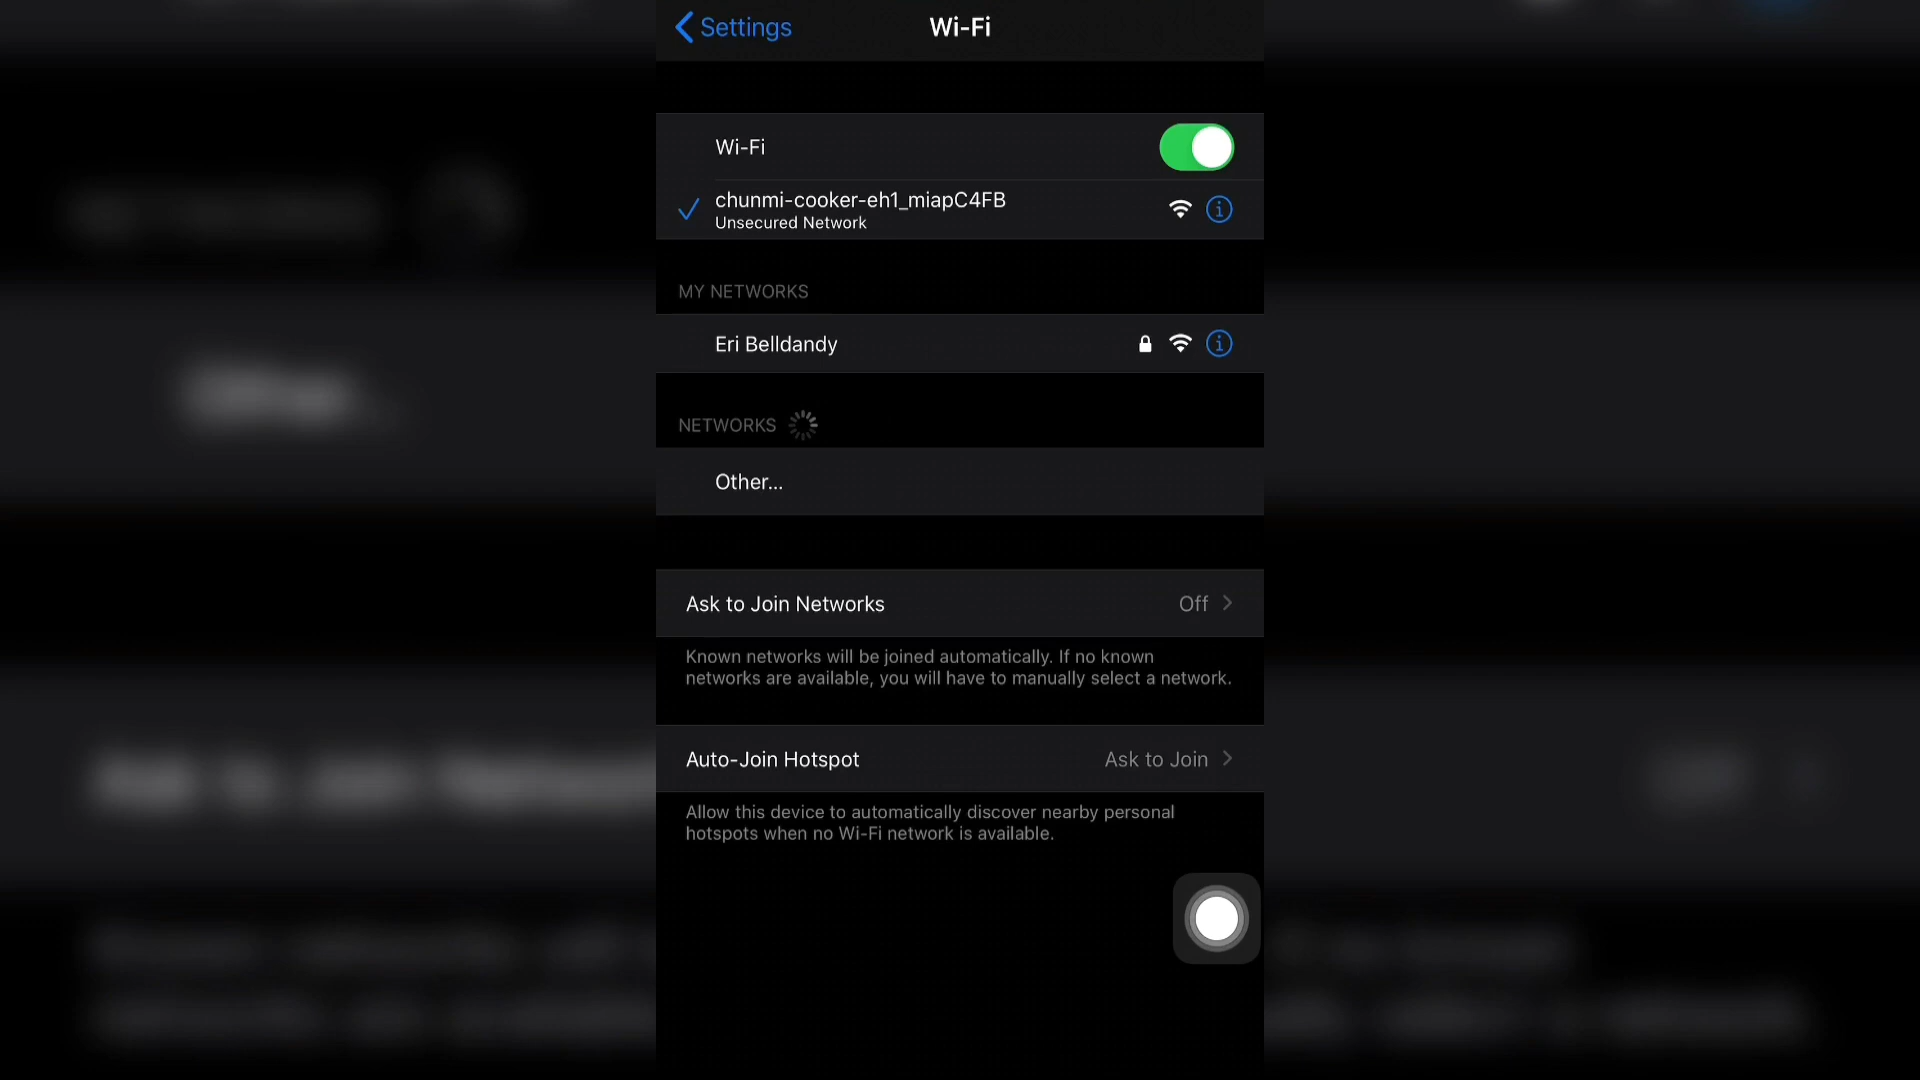 Settings
Wi-Fi
Wi-Fi
chunmi-cooker-eh1_miapC4FB
Unsecured Network
MY NETWORKS
Eri Belldandy
NETWORKS
Other...
Ask to Join Networks Off
Known networks will be joined automatically. If no known
networks are available, you will have to manually select a network.
Auto-Join Hotspot Ask to Join
Allow this device to automatically discover nearby personal
hotspots when no Wi-Fi network is available.